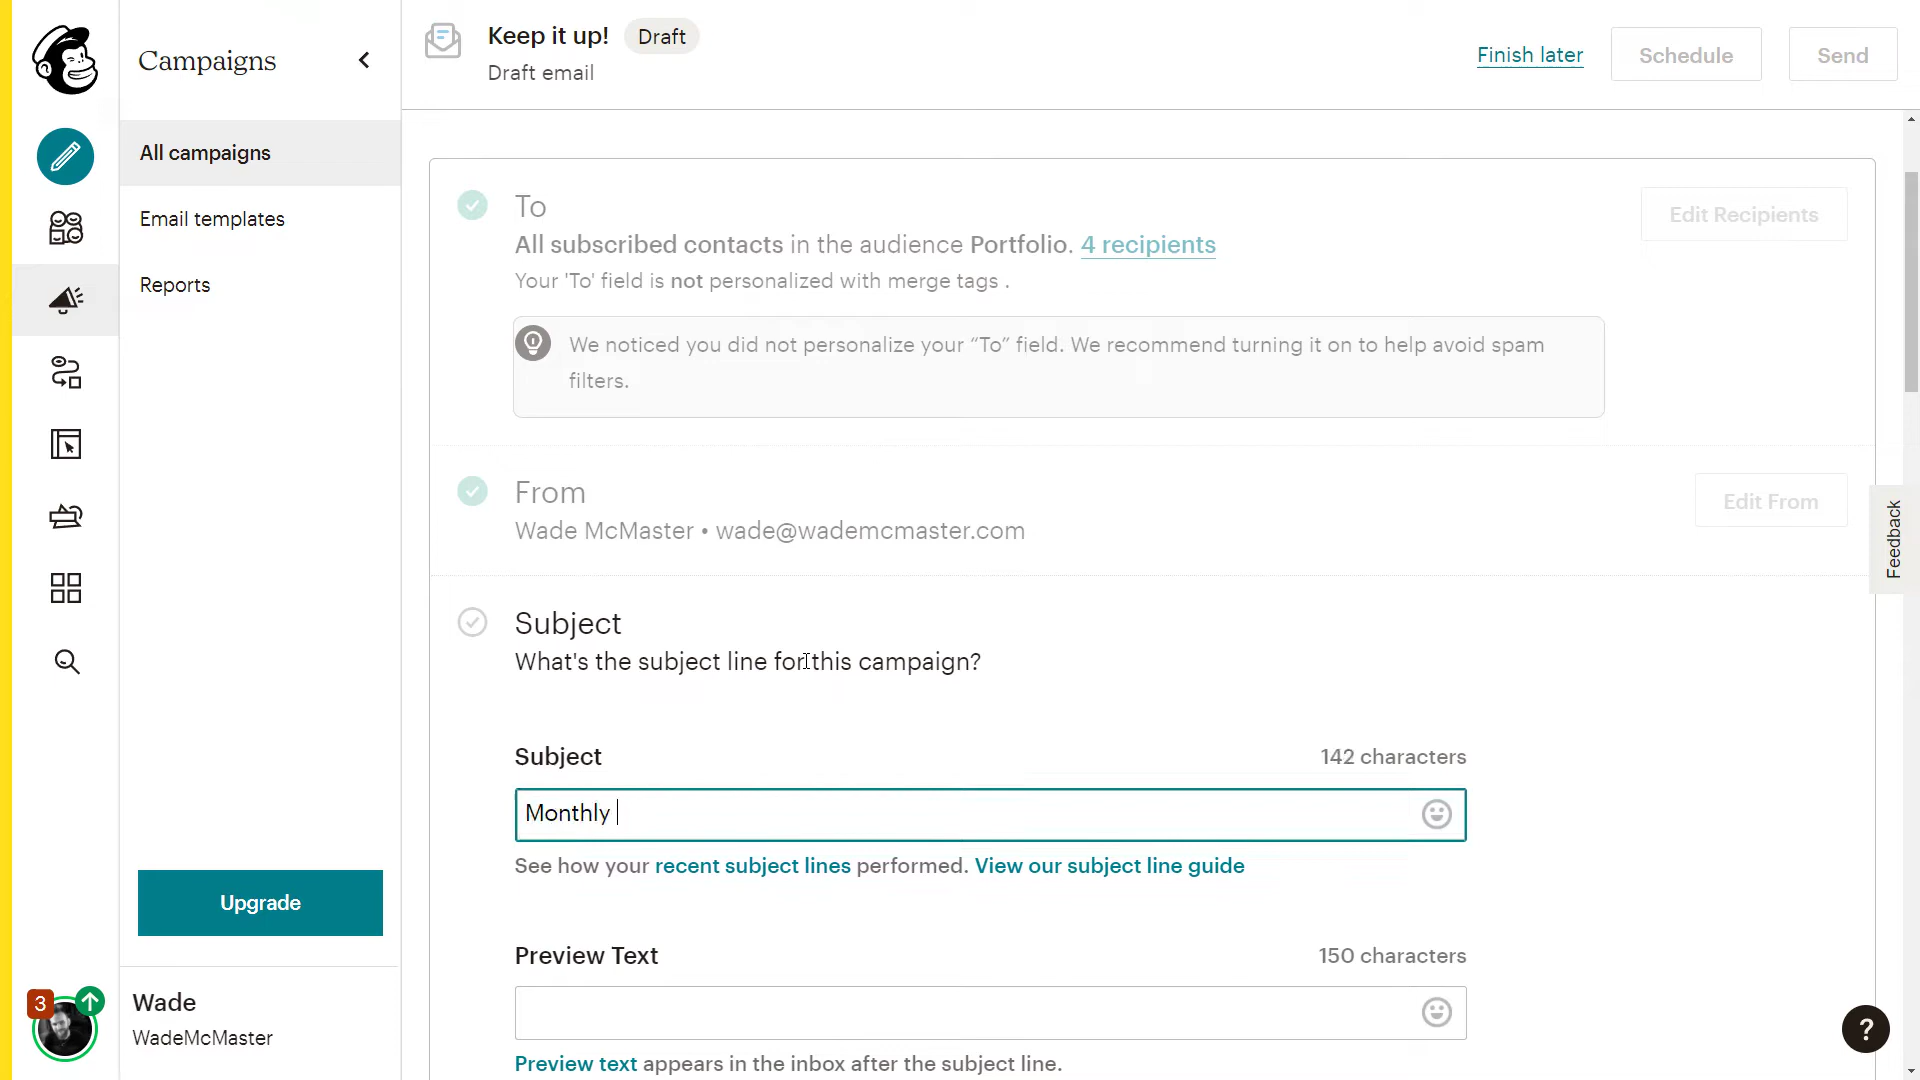 Campaigns
All campaigns
Email templates
Reports
Upgrade
3
Wade
WadeMcMaster
Keep it up! Draft
Draft email
Finish later
Schedule
Send
To
All subscribed contacts in the audience Portfolio. 4 recipients
Your 'To' field is not personalized with merge tags .
Edit Recipients
We noticed you did not personalize your “To” field. We recommend turning it on to help avoid spam
filters.
From
Wade McMaster • wade@wademcmaster.com
Edit From
Subject
What's the subject line for this campaign?
Subject 142 characters
Monthly
See how your recent subject lines performed. View our subject line guide
Preview Text 150 characters
Preview text appears in the inbox after the subject line.
Feedback
?